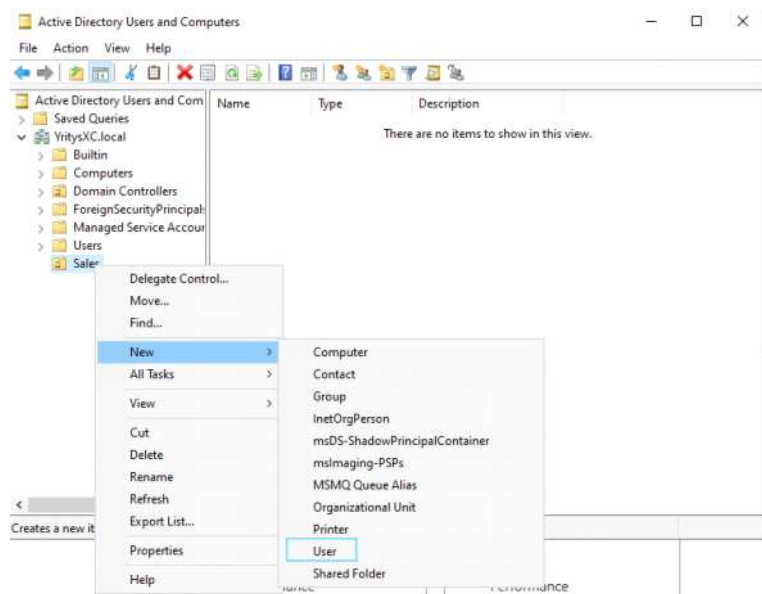 Active Directory Users and Computers
File Action View Help
Active Directory Users and Com
Saved Queries
YritysXC.local
Builtin
Computers
Domain Controllers
ForeignSecurityPrincipals
Managed Service Accour
Users
Sales
Name Type Description
There are no items to show in this view.
Delegate Control...
Move...
Find...
New
All Tasks
View
Cut
Delete
Rename
Refresh
Export List...
Properties
Help
Computer
Contact
Group
InetOrgPerson
msDS-ShadowPrincipalContainer
msImaging-PSPs
MSMQ Queue Alias
Organizational Unit
Printer
User
Shared Folder
Creates a new it